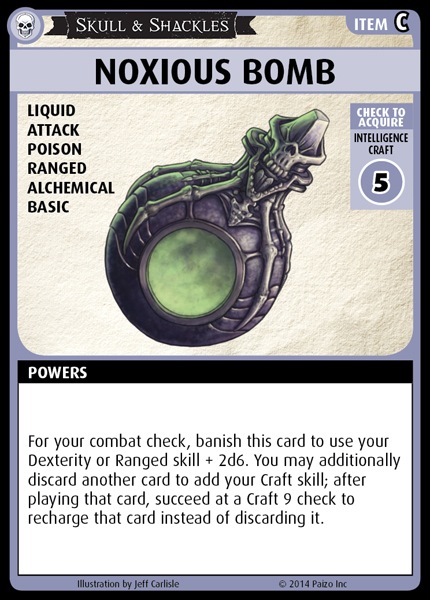 SKULL & SHACKLES
ITEM C
NOXIOUS BOMB
LIQUID
ATTACK
POISON
RANGED
ALCHEMICAL
BASIC
CHECK TO
ACQUIRE
INTELLIGENCE
CRAFT
5
POWERS
For your combat check, banish this card to use your
Dexterity or Ranged skill + 2d6. You may additionally
discard another card to add your Craft skill; after
playing that card, succeed at a Craft 9 check to
recharge that card instead of discarding it.
Illustration by Jeff Carlisle
© 2014 Paizo Inc